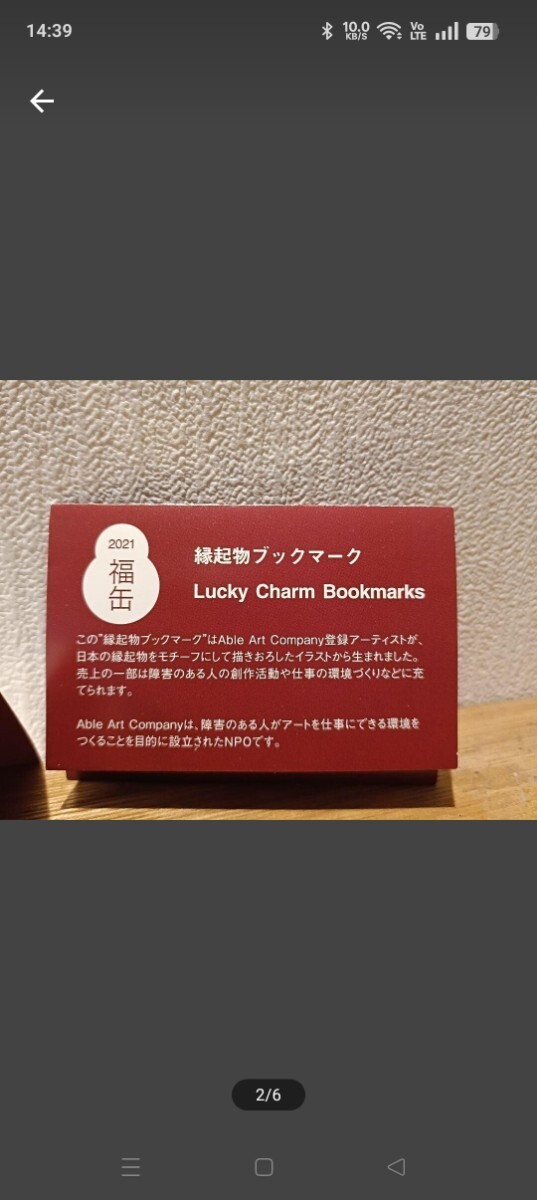 14:39
10.0 KB/S
Vo LTE
79
2021
福缶
縁起物ブックマーク
Lucky Charm Bookmarks
この"縁起物ブックマーク"はAble Art Company登録アーティストが、
日本の縁起物をモチーフにして描きおろしたイラストから生まれました。
売上の一部は障害のある人の創作活動や仕事の環境づくりなどに充
てられます。
Able Art Companyは、障害のある人がアートを仕事にできる環境を
つくることを目的に設立されたNPOです。
2/6